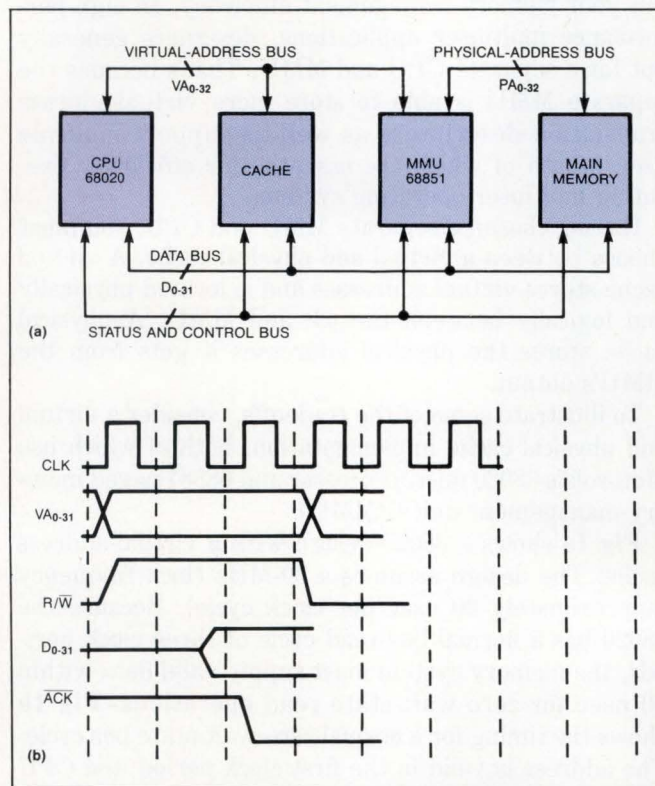 VIRTUAL-ADDRESS BUS
PHYSICAL-ADDRESS BUS
VA0-32
PA0-32
CPU
68020
CACHE
MMU
68851
MAIN
MEMORY
DATA BUS
D0-31
(a)
STATUS AND CONTROL BUS
CLK
VA0-31
R/W̅
D0-31
A̅C̅K̅
(b)